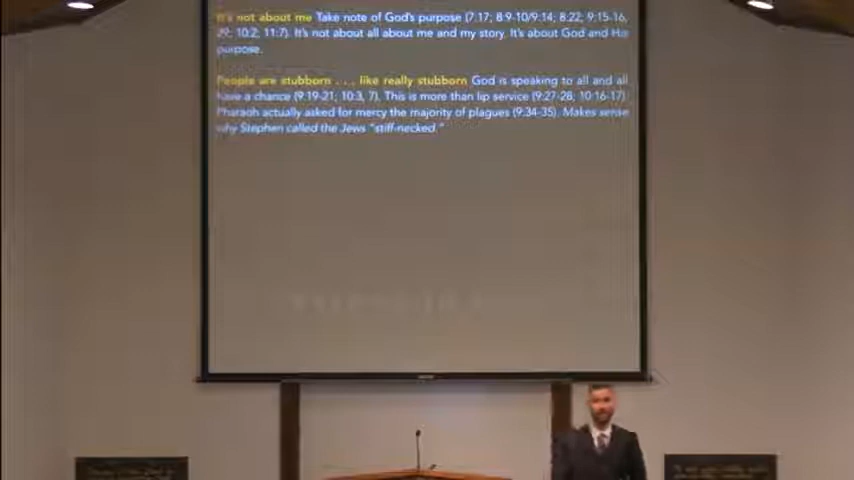 It's not about me Take note of God's purpose (7:17; 8:9-10/9:14; 8:22; 9:15-16,
29; 10:2; 11:7). It's not about all about me and my story. It's about God and His
purpose.
People are stubborn . . . like really stubborn God is speaking to all and all
have a chance (9:19-21; 10:3, 7). This is more than lip service (9:27-28; 10:16-17).
Pharaoh actually asked for mercy the majority of plagues (9:34-35). Makes sense
why Stephen called the Jews "stiff-necked."